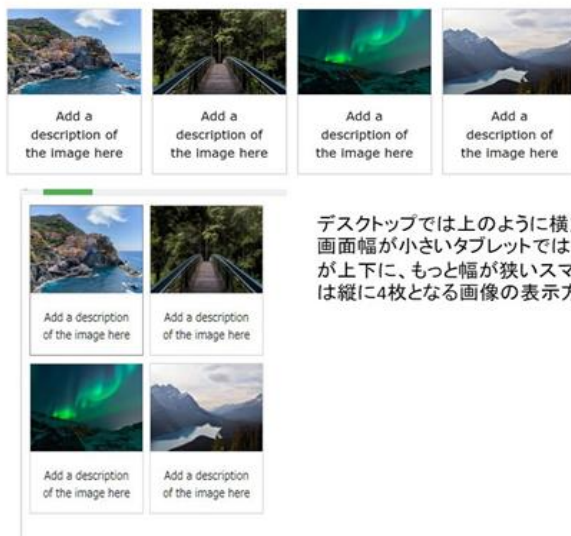 Add a
description of
the image here
Add a
description of
the image here
Add a
description of
the image here
Add a
description of
the image here
デスクトップでは上のように横
画面幅が小さいタブレットでは
が上下に、もっと幅が狭いスマ
は縦に4枚となる画像の表示方
Add a description
of the image here
Add a description
of the image here
Add a description
of the image here
Add a description
of the image here